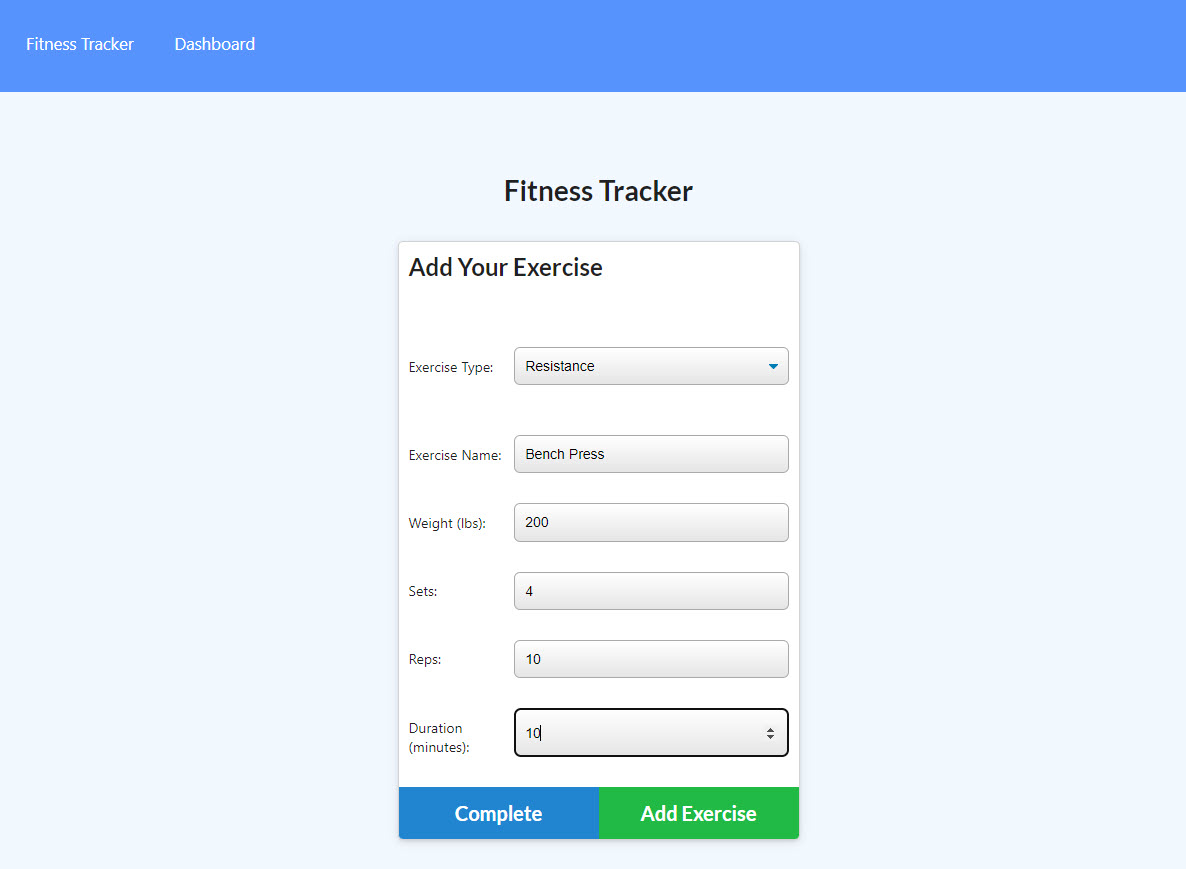 Fitness Tracker Dashboard
Fitness Tracker
Add Your Exercise
Exercise Type: Resistance
Exercise Name: Bench Press
Weight (lbs): 200
Sets: 4
Reps: 10
Duration
(minutes): 10
Complete Add Exercise